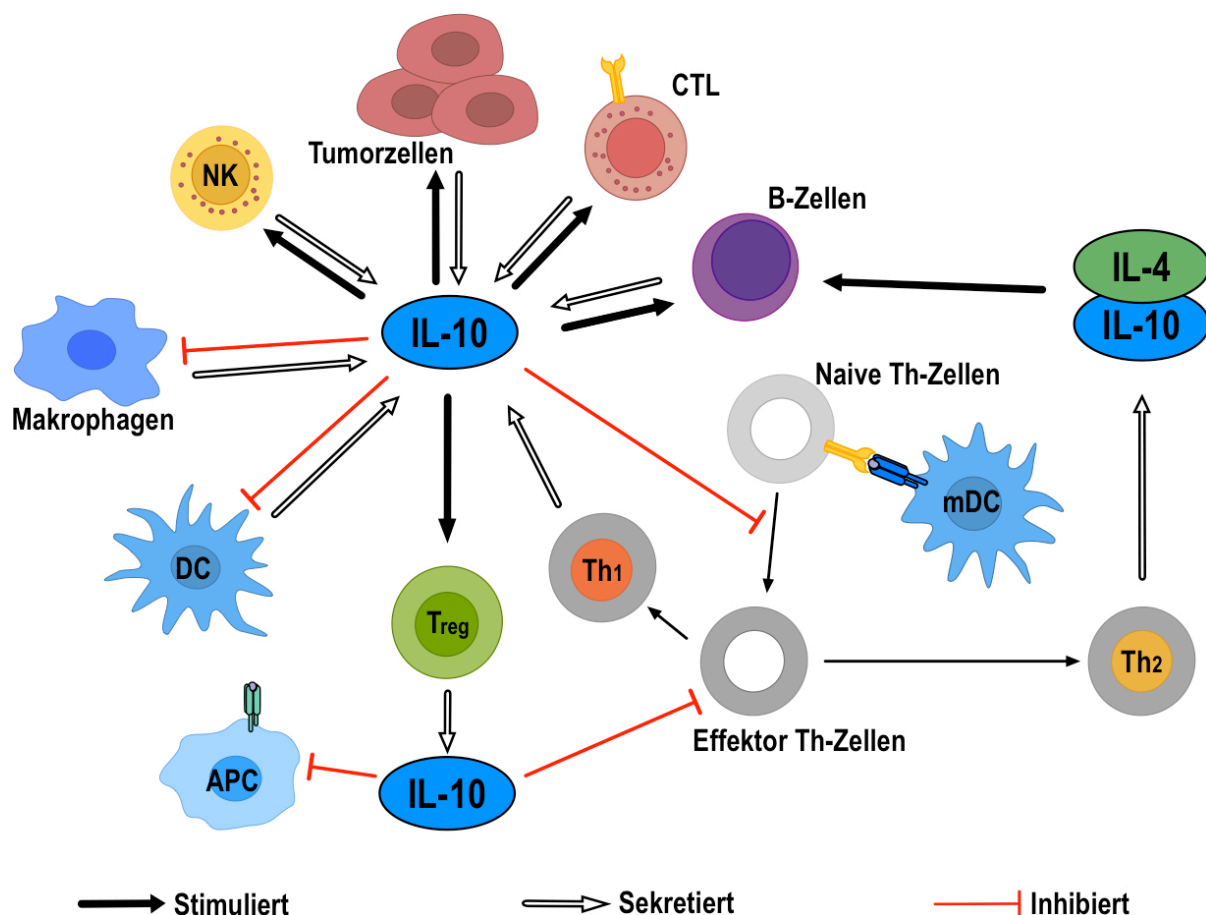 CTL
Tumorzellen
NK
B-Zellen
IL-4
IL-10
IL-10
Naive Th-Zellen
Makrophagen
mDC
DC
Th1
Treg
Th2
Effektor Th-Zellen
APC
IL-10
Stimuliert
Sekretiert
Inhibiert